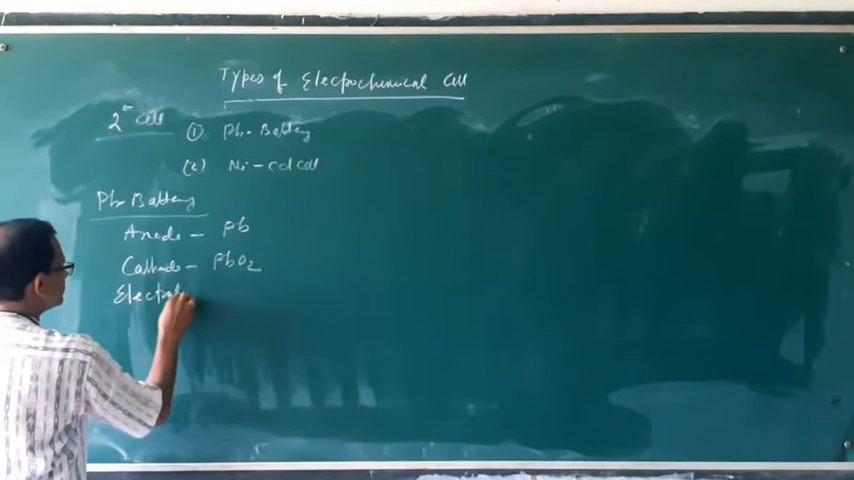 Types of Electrochemical Cell
2° Cell (1) Pb-Battery
(2) Ni-cd cell
Pb-Battery
Anode - Pb
Cathode - PbO2
Electrol